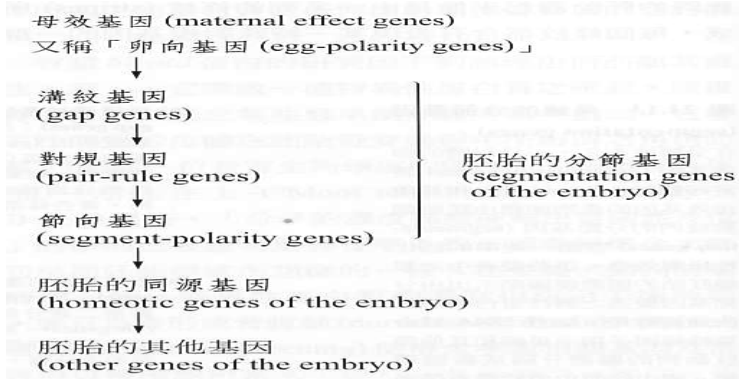 母效基因 (maternal effect genes)
又稱「卵向基因 (egg-polarity genes)」
溝紋基因
(gap genes)
對規基因
(pair-rule genes)
節向基因
(segment-polarity genes)
胚胎的分節基因
(segmentation genes
of the embryo)
胚胎的同源基因
(homeotic genes of the embryo)
胚胎的其他基因
(other genes of the embryo)